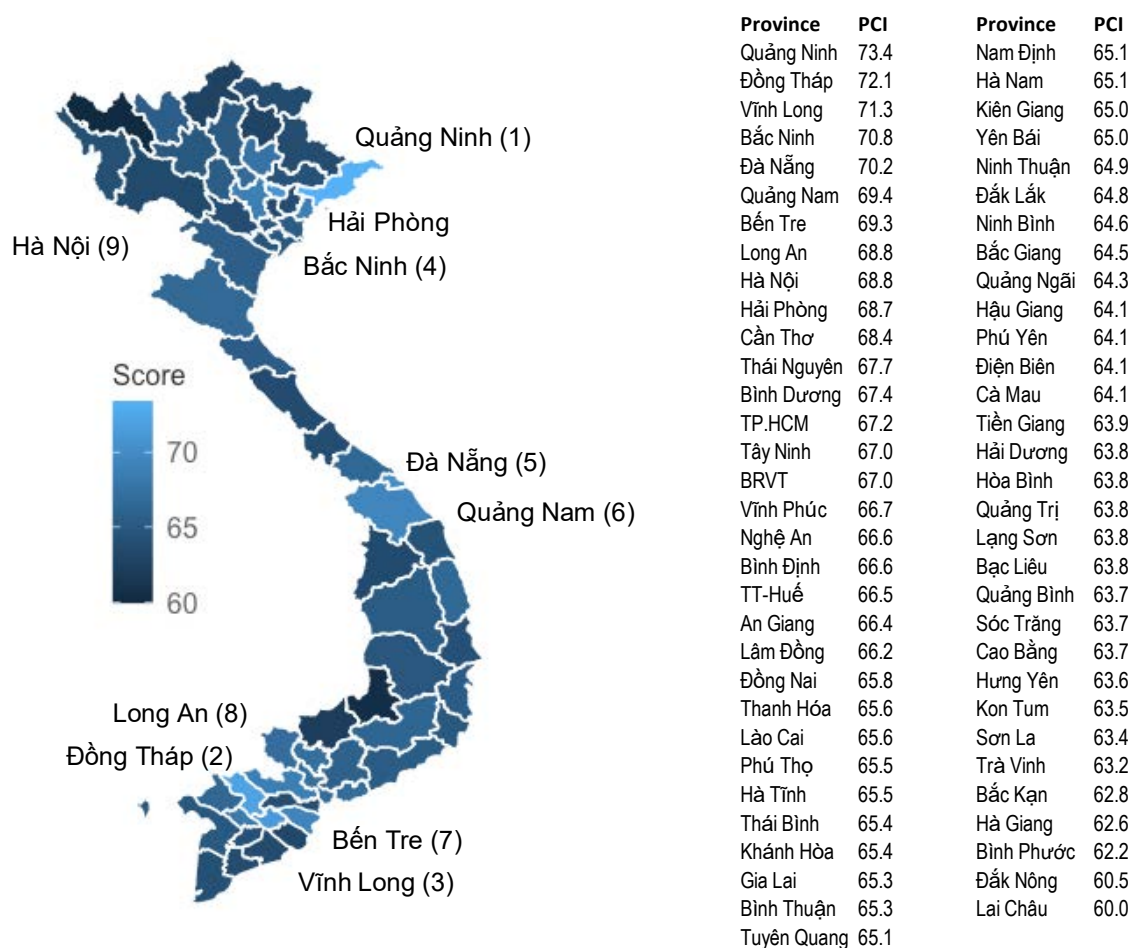 Quảng Ninh (1)
Hải Phòng
Hà Nội (9)
Bắc Ninh (4)
Score
70
65
60
Đà Nẵng (5)
Quảng Nam (6)
Long An (8)
Đồng Tháp (2)
Bến Tre (7)
Vĩnh Long (3)
Province PCI
Quảng Ninh 73.4
Đồng Tháp 72.1
Vĩnh Long 71.3
Bắc Ninh 70.8
Đà Nẵng 70.2
Quảng Nam 69.4
Bến Tre 69.3
Long An 68.8
Hà Nội 68.8
Hải Phòng 68.7
Cần Thơ 68.4
Thái Nguyên 67.7
Bình Dương 67.4
TP.HCM 67.2
Tây Ninh 67.0
BRVT 67.0
Vĩnh Phúc 66.7
Nghệ An 66.6
Bình Định 66.6
TT-Huế 66.5
An Giang 66.4
Lâm Đồng 66.2
Đồng Nai 65.8
Thanh Hóa 65.6
Lào Cai 65.6
Phú Thọ 65.5
Hà Tĩnh 65.5
Thái Bình 65.4
Khánh Hòa 65.4
Gia Lai 65.3
Bình Thuận 65.3
Tuyên Quang 65.1
Province PCI
Nam Định 65.1
Hà Nam 65.1
Kiên Giang 65.0
Yên Bái 65.0
Ninh Thuận 64.9
Đắk Lắk 64.8
Ninh Bình 64.6
Bắc Giang 64.5
Quảng Ngãi 64.3
Hậu Giang 64.1
Phú Yên 64.1
Điện Biên 64.1
Cà Mau 64.1
Tiền Giang 63.9
Hải Dương 63.8
Hòa Bình 63.8
Quảng Trị 63.8
Lạng Sơn 63.8
Bạc Liêu 63.8
Quảng Bình 63.7
Sóc Trăng 63.7
Cao Bằng 63.7
Hưng Yên 63.6
Kon Tum 63.5
Sơn La 63.4
Trà Vinh 63.2
Bắc Kạn 62.8
Hà Giang 62.6
Bình Phước 62.2
Đắk Nông 60.5
Lai Châu 60.0